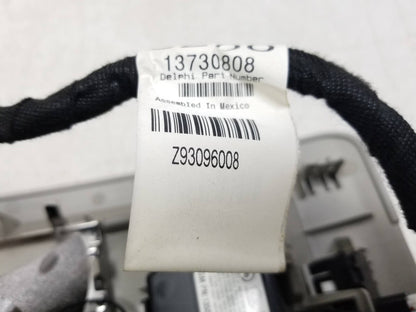 13730808
Delphi Part Number
Assembled In Mexico
Z93096008